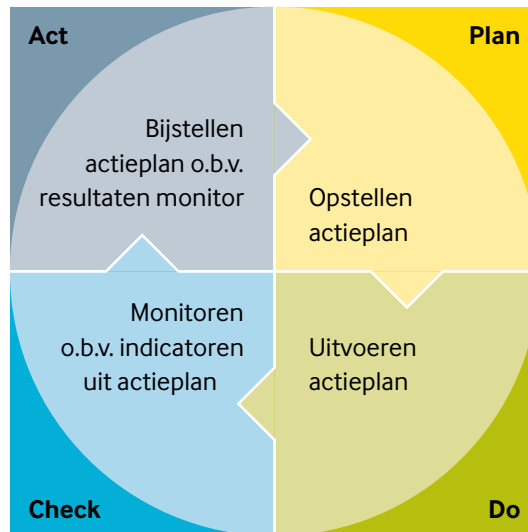 Act
Plan
Bijstellen
actieplan o.b.v.
resultaten monitor
Opstellen
actieplan
Monitoren
o.b.v. indicatoren
uit actieplan
Uitvoeren
actieplan
Check
Do